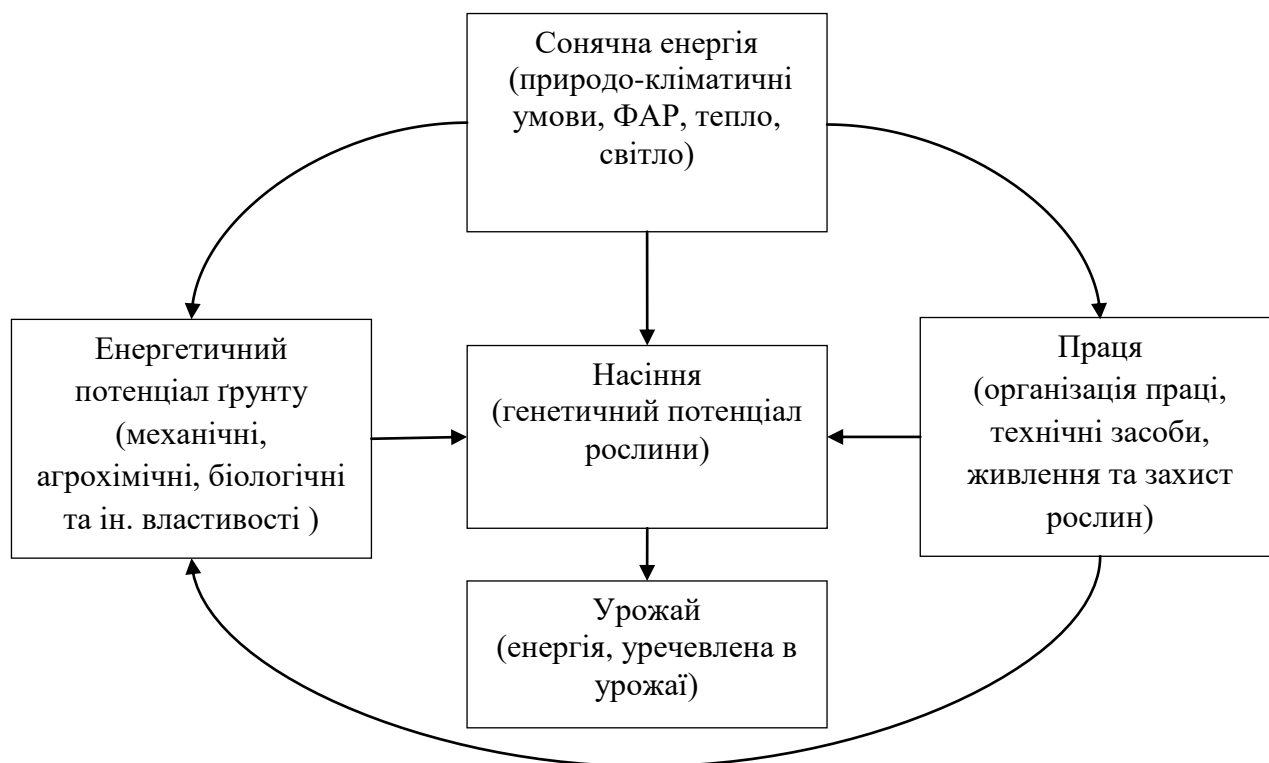 Сонячна енергія
(природо-кліматичні
умови, ФАР, тепло,
світло)
Енергетичний
потенціал ґрунту
(механічні,
агрохімічні, біологічні
та ін. властивості )
Насіння
(генетичний потенціал
рослини)
Праця
(організація праці,
технічні засоби,
живлення та захист
рослин)
Урожай
(енергія, уречевлена в
урожаї)